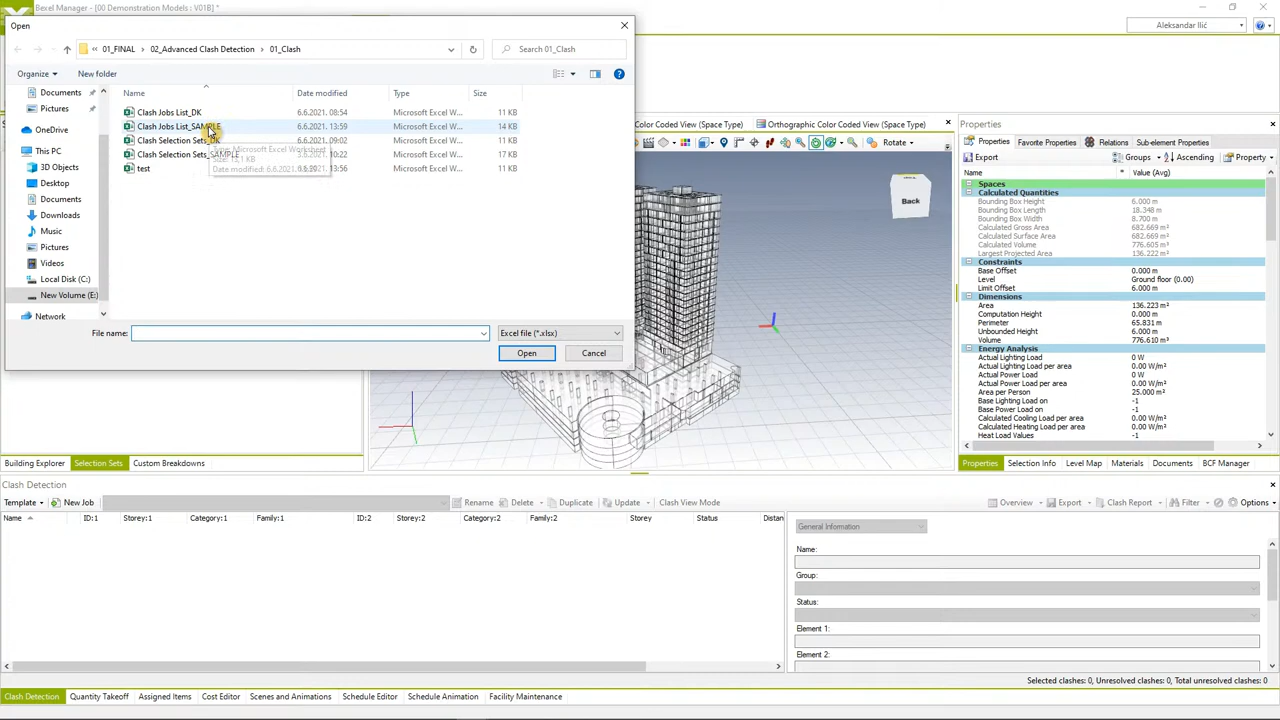 Bexel Manager - [00 Demonstration Models : V01B] *
Aleksandar Ilić
Open
01_FINAL
02_Advanced Clash Detection
01_Clash
Search 01_Clash
Organize
New folder
Name
Date modified
Type
Size
Documents
Pictures
OneDrive
This PC
3D Objects
Desktop
Documents
Downloads
Music
Pictures
Videos
Local Disk (C:)
New Volume (E:)
Network
Clash Jobs List_DK 6.6.2021. 08:54 Microsoft Excel W... 11 KB
Clash Jobs List_SAMPLE 6.6.2021. 13:59 Microsoft Excel W... 14 KB
Clash Selection Sets_DK 6.6.2021. 09:02 Microsoft Excel W... 11 KB
Clash Selection Sets_SAMPLE 10:22 Microsoft Excel W... 17 KB
test 13:56 Microsoft Excel W... 11 KB
Type: Microsoft Excel Worksheet
Date modified: 6.6.2021.
File name:
Excel file (*.xlsx)
Open
Cancel
Color Coded View (Space Type)
Orthographic Color Coded View (Space Type)
Rotate
Back
Building Explorer
Selection Sets
Custom Breakdowns
Properties
Properties
Favorite Properties
Relations
Sub-element Properties
Export
Groups
Ascending
Property
Name * Value (Avg)
Spaces
Calculated Quantities
Bounding Box Height 6.000 m
Bounding Box Length 18.348 m
Bounding Box Width 8.700 m
Calculated Gross Area 682.669 m²
Calculated Surface Area 682.669 m²
Calculated Volume 776.605 m³
Largest Projected Area 136.222 m²
Constraints
Base Offset 0.000 m
Level Ground floor (0.00)
Limit Offset 6.000 m
Dimensions
Area 136.223 m²
Computation Height 0.000 m
Perimeter 65.831 m
Unbounded Height 6.000 m
Volume 776.610 m³
Energy Analysis
Actual Lighting Load 0 W
Actual Lighting Load per area 0.00 W/m²
Actual Power Load 0 W
Actual Power Load per area 0.00 W/m²
Area per Person 25.000 m²
Base Lighting Load on -1
Base Power Load on -1
Calculated Cooling Load per area 0.00 W/m²
Calculated Heating Load per area 0.00 W/m²
Heat Load Values -1
Properties
Selection Info
Level Map
Materials
Documents
BCF Manager
Clash Detection
Template
New Job
Rename
Delete
Duplicate
Update
Clash View Mode
Overview
Export
Clash Report
Filter
Options
Name
ID:1
Storey:1
Category:1
Family:1
ID:2
Storey:2
Category:2
Family:2
Storey
Status
Distan
General Information
Name:
Group:
Status:
Element 1:
Element 2:
Selected clashes: 0, Unresolved clashes: 0, Total unresolved clashes: 0
Clash Detection
Quantity Takeoff
Assigned Items
Cost Editor
Scenes and Animations
Schedule Editor
Schedule Animation
Facility Maintenance